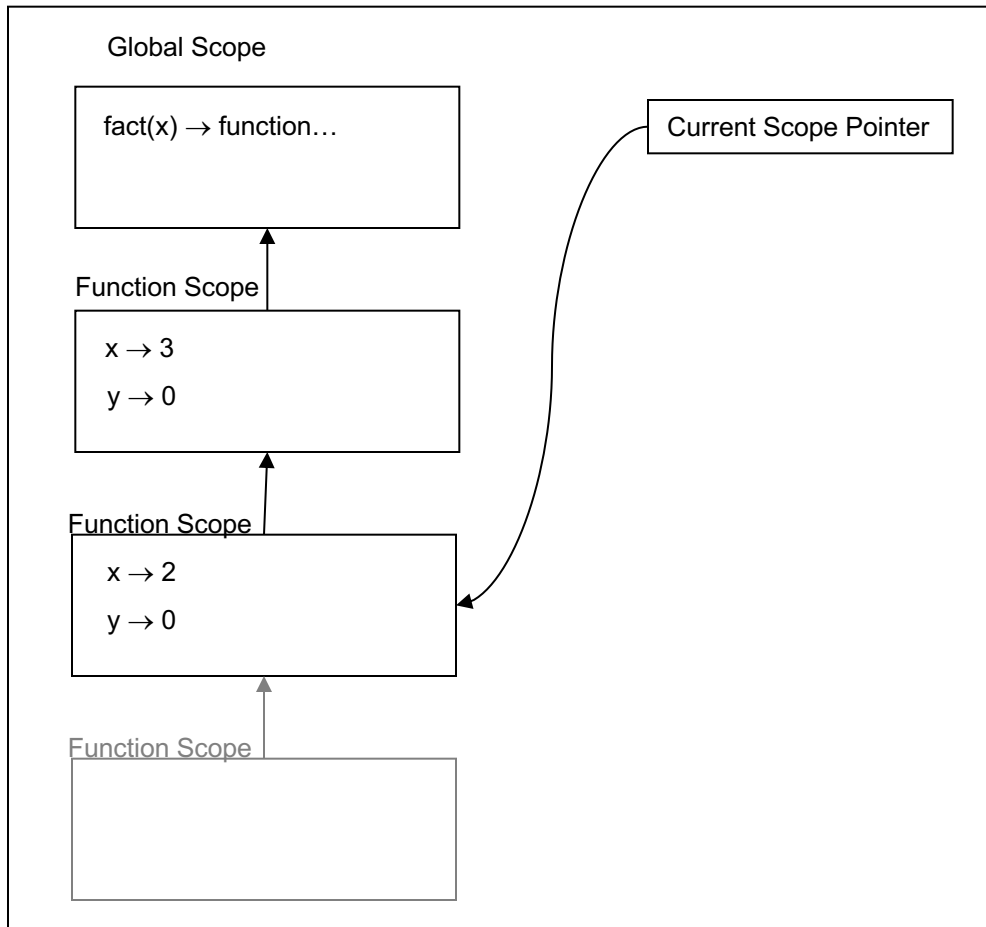 Global Scope
fact(x) → function…
Current Scope Pointer
Function Scope
x → 3
y → 0
Function Scope
x → 2
y → 0
Function Scope